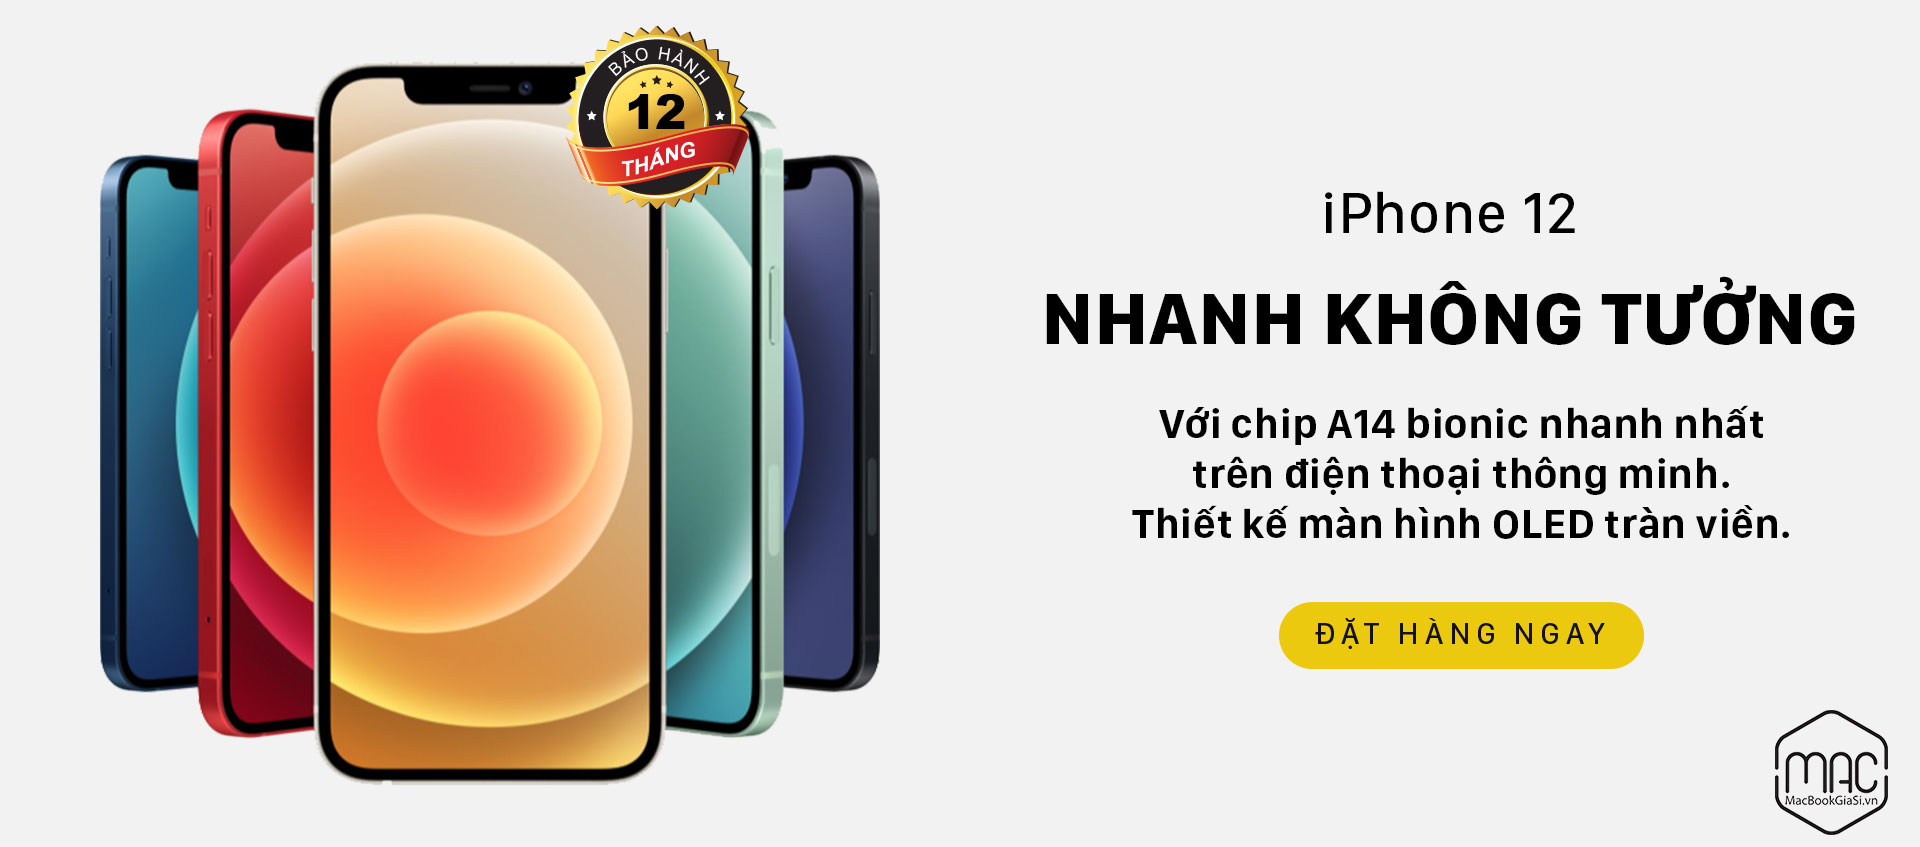 BẢO HÀNH
12
THÁNG
iPhone 12
NHANH KHÔNG TƯỞNG
Với chip A14 bionic nhanh nhất
trên điện thoại thông minh.
Thiết kế màn hình OLED tràn viền.
ĐẶT HÀNG NGAY
MAC
MacBookGiaSi.vn